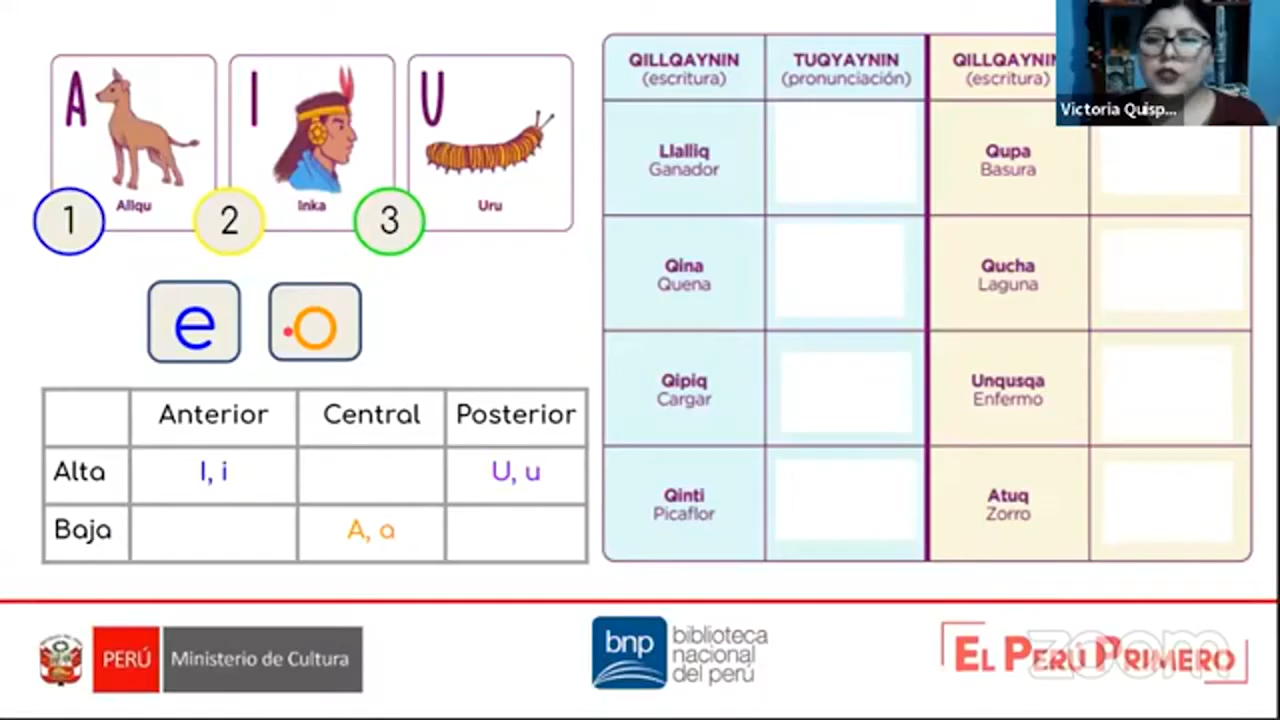 A
I
U
Allqu
Inka
Uru
1
2
3
e
o
Anterior
Central
Posterior
Alta
I, i
U, u
Baja
A, a
QILLQAYNIN
(escritura)
TUQYAYNIN
(pronunciación)
QILLQAYNIN
(escritura)
Llalliq
Ganador
Qupa
Basura
Qina
Quena
Qucha
Laguna
Qipiq
Cargar
Unqusqa
Enfermo
Qinti
Picaflor
Atuq
Zorro
Victoria Quisp...
PERÚ
Ministerio de Cultura
bnp
biblioteca
nacional
del perú
EL PERÚ PRIMERO
zoom